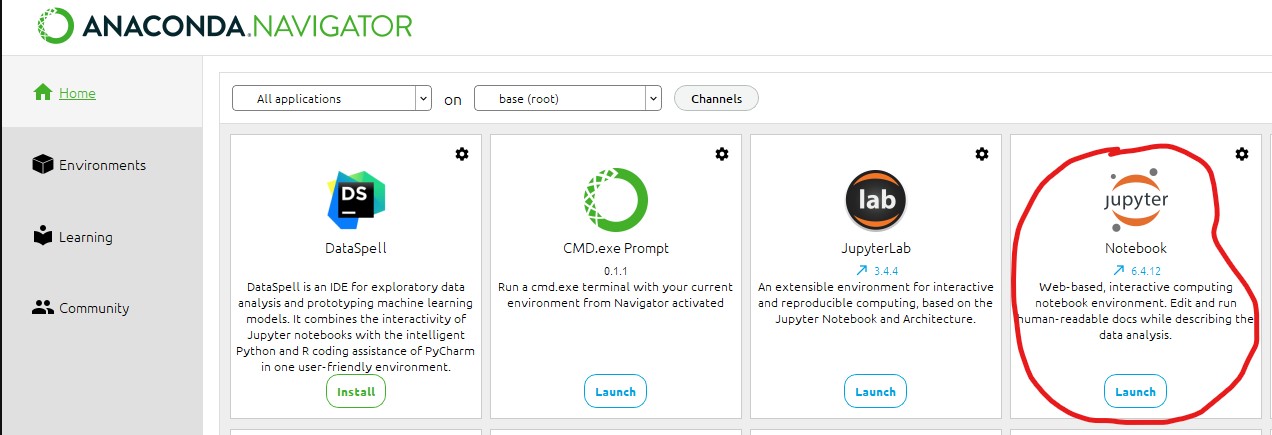 ANACONDA.NAVIGATOR
Home
Environments
Learning
Community
All applications
on
base (root)
Channels
DS
DataSpell
DataSpell is an IDE for exploratory data
analysis and prototyping machine learning
models. It combines the interactivity of
Jupyter notebooks with the intelligent
Python and R coding assistance of PyCharm
in one user-friendly environment.
Install
CMD.exe Prompt
0.1.1
Run a cmd.exe terminal with your current
environment from Navigator activated
Launch
lab
JupyterLab
3.4.4
An extensible environment for interactive
and reproducible computing, based on the
Jupyter Notebook and Architecture.
Launch
jupyter
Notebook
6.4.12
Web-based, interactive computing
notebook environment. Edit and run
human-readable docs while describing the
data analysis.
Launch